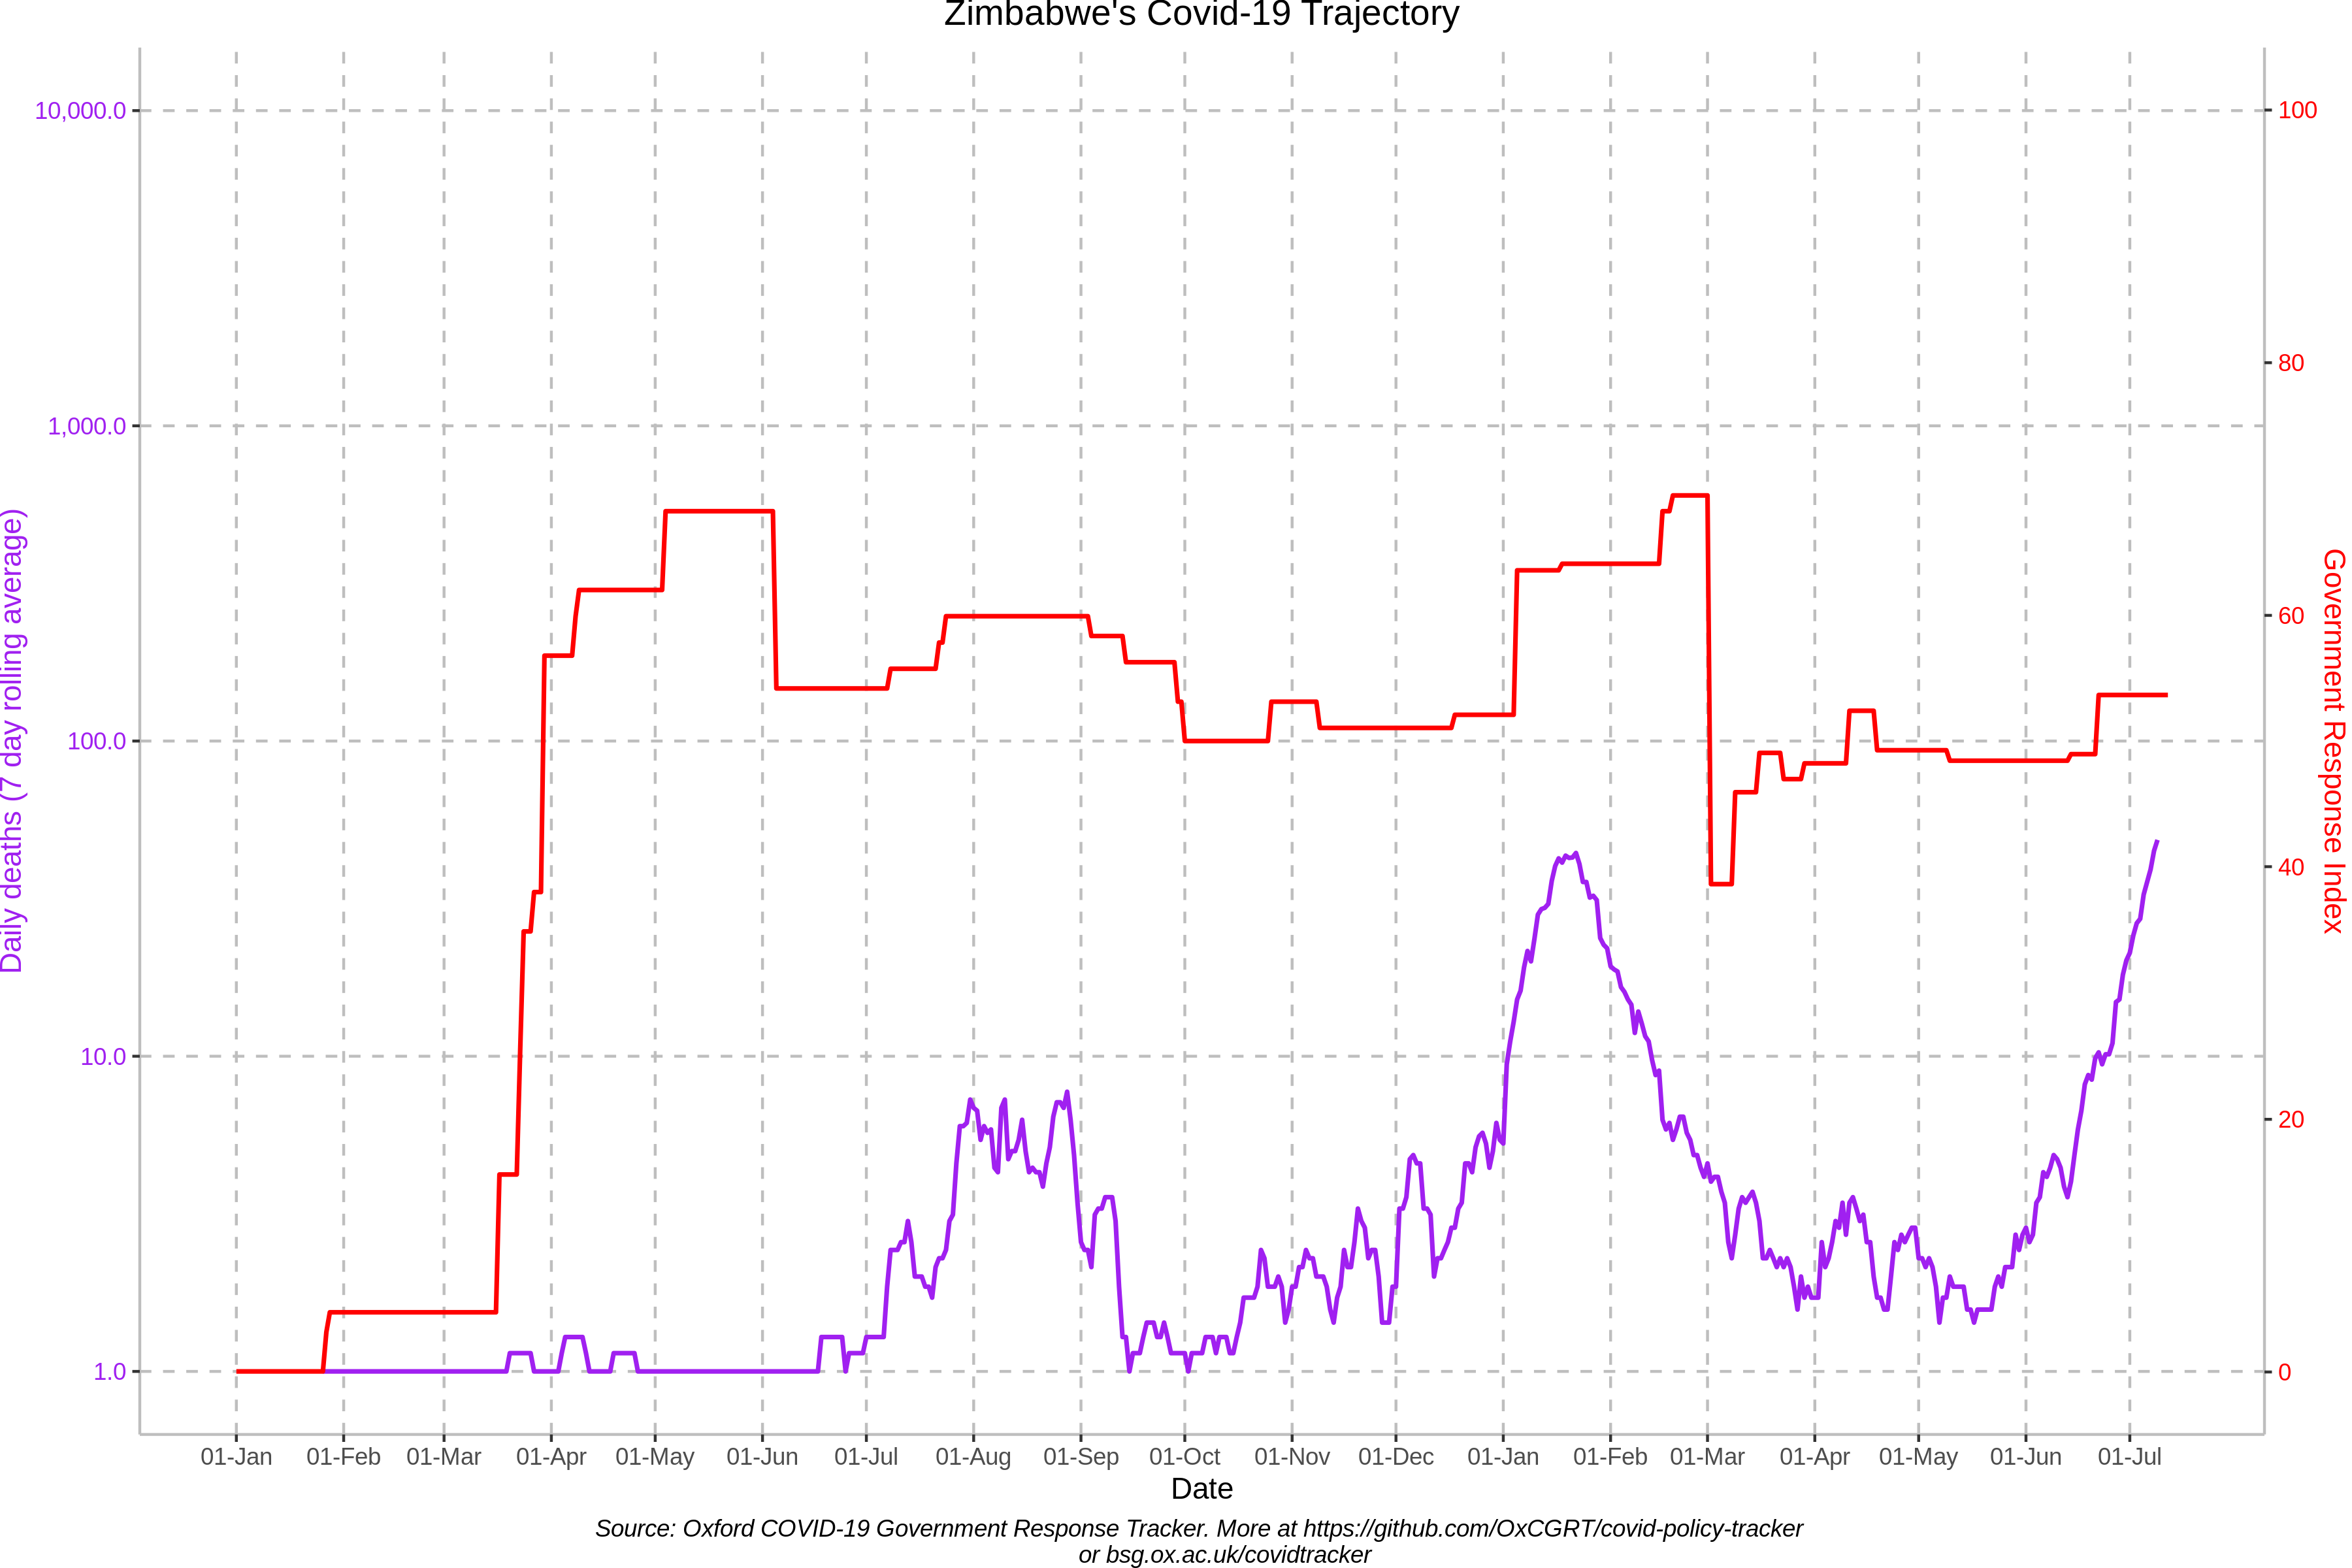 Zimbabwe's Covid-19 Trajectory
10,000.0
1,000.0
100.0
10.0
1.0
Daily deaths (7 day rolling average)
100
80
60
40
20
0
Government Response Index
01-Jan 01-Feb 01-Mar 01-Apr 01-May 01-Jun 01-Jul 01-Aug 01-Sep 01-Oct 01-Nov 01-Dec 01-Jan 01-Feb 01-Mar 01-Apr 01-May 01-Jun 01-Jul
Date
Source: Oxford COVID-19 Government Response Tracker. More at https://github.com/OxCGRT/covid-policy-tracker
or bsg.ox.ac.uk/covidtracker